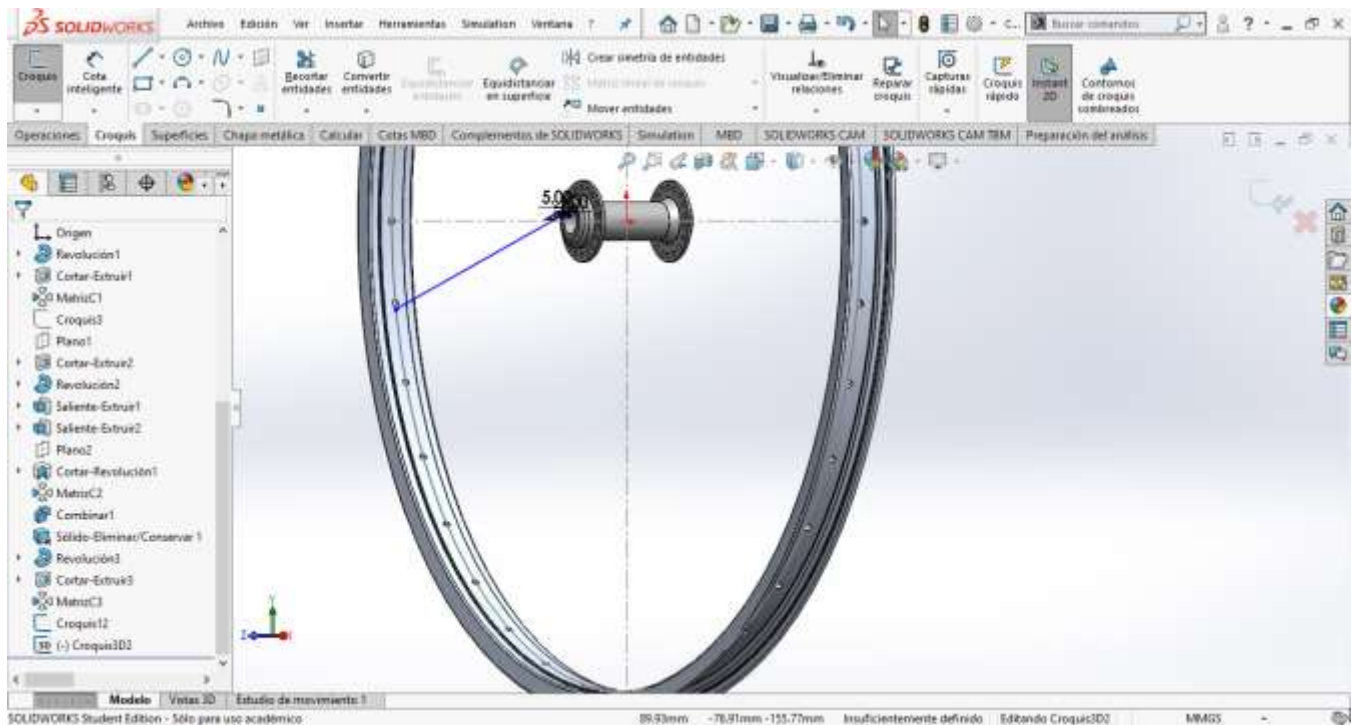 SOLIDWORKS Archivo Edición Ver Insertar Herramientas Simulation Ventana ? Buscar comandos
Croquis Cota inteligente Recortar entidades Convertir entidades Equidistanciar en superficie Crear simetría de entidades Mover entidades Visualizar/Eliminar relaciones Reparar croquis Capturas rápidas Croquis rápido Instant 2D Contornos de croquis sombreados
Operaciones Croquis Superficies Chapa metálica Calcular Cotas MBD Complementos de SOLIDWORKS Simulation MBD SOLIDWORKS CAM SOLIDWORKS CAM TBM Preparación del análisis
Origen
Revolución1
Cortar-Extruir1
MatrizC1
Croquis3
Plano1
Cortar-Extruir2
Revolución2
Saliente-Extruir1
Saliente-Extruir2
Plano2
Cortar-Revolución1
MatrizC2
Combinar1
Sólido-Eliminar/Conservar 1
Revolución3
Cortar-Extruir3
MatrizC3
Croquis12
3D (-) Croquis3D2
Y
Z X
Modelo Vistas 3D Estudio de movimiento 1
SOLIDWORKS Student Edition - Sólo para uso académico 89.93mm -78.91mm -155.77mm Insuficientemente definido Editando Croquis3D2 MMGS